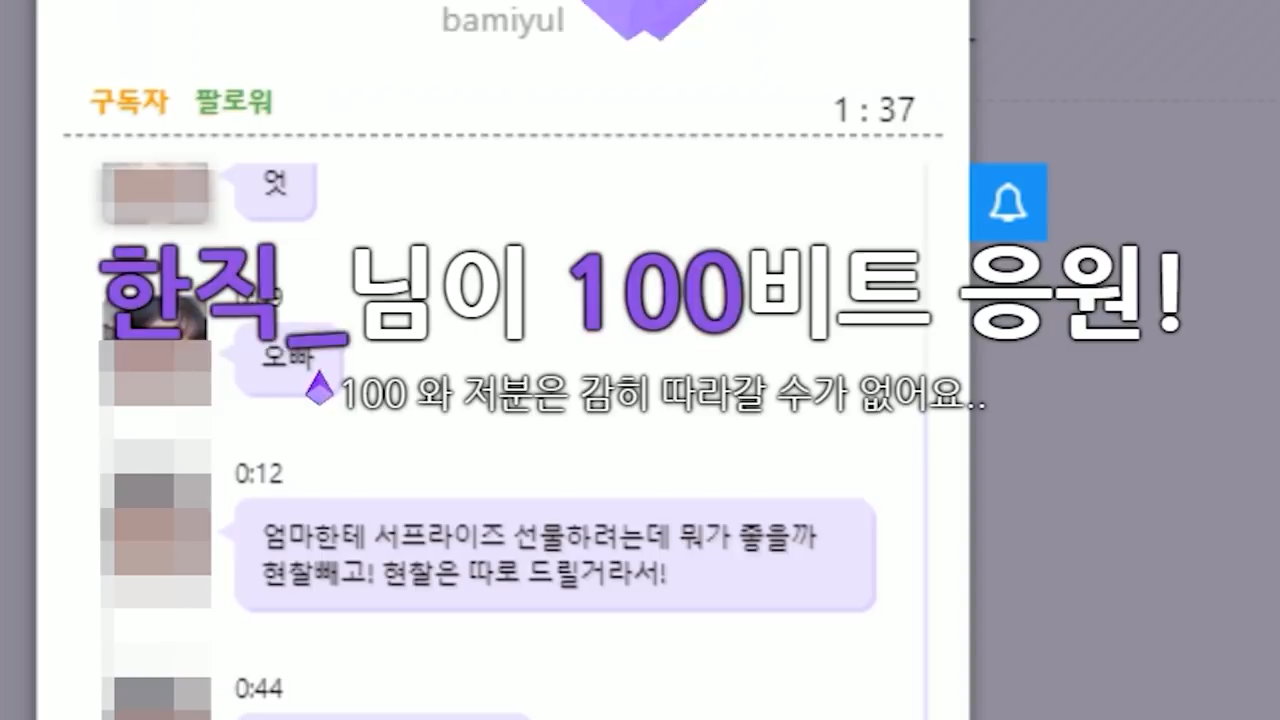 bamiyul
구독자 팔로워
1 : 37
엇
한직_님이 100비트 응원!
오빠
100 와 저분은 감히 따라갈 수가 없어요..
0:12
엄마한테 서프라이즈 선물하려는데 뭐가 좋을까
현찰빼고! 현찰은 따로 드릴거라서!
0:44